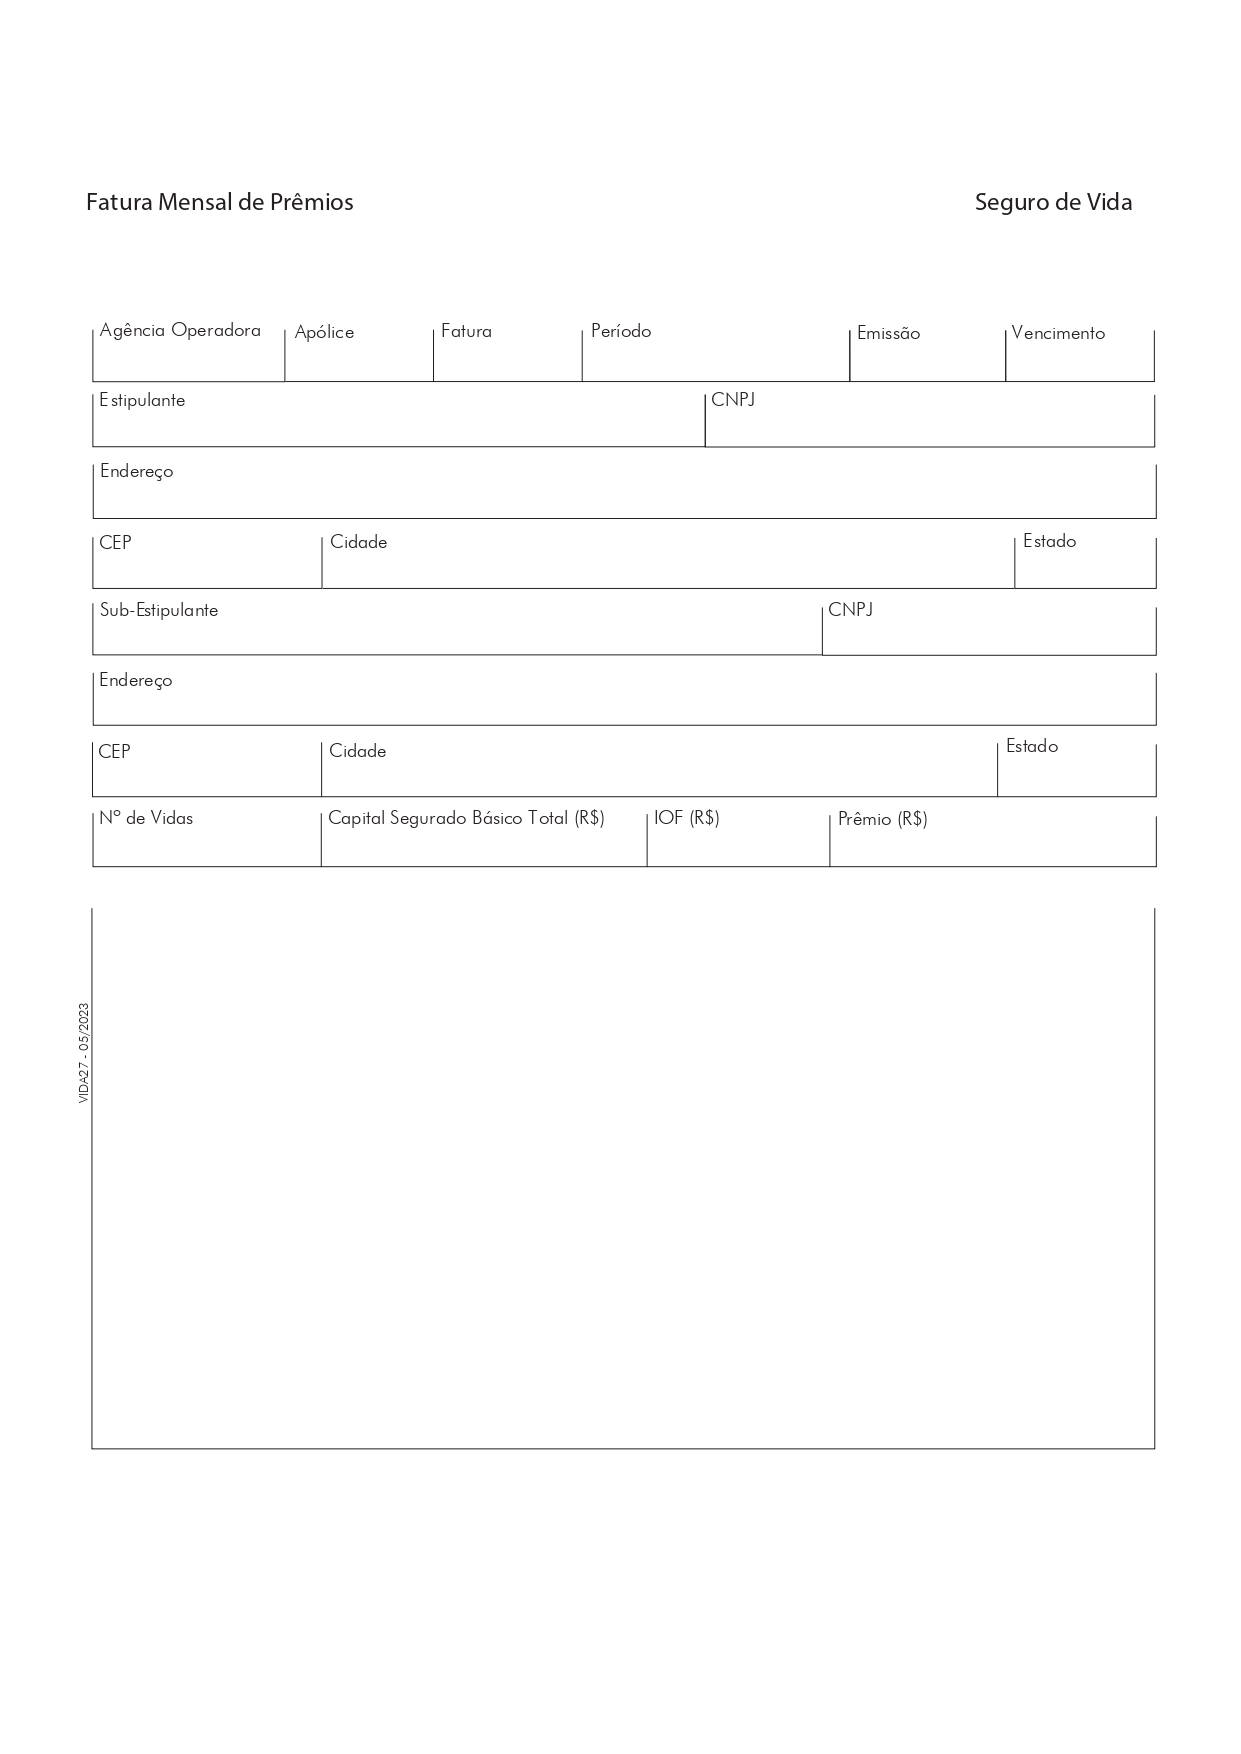 Fatura Mensal de Prêmios Seguro de Vida
Agência Operadora Apólice Fatura Período Emissão Vencimento
Estipulante CNPJ
Endereço
CEP Cidade Estado
Sub-Estipulante CNPJ
Endereço
CEP Cidade Estado
Nº de Vidas Capital Segurado Básico Total (R$) IOF (R$) Prêmio (R$)
VIDA27 - 05/2023